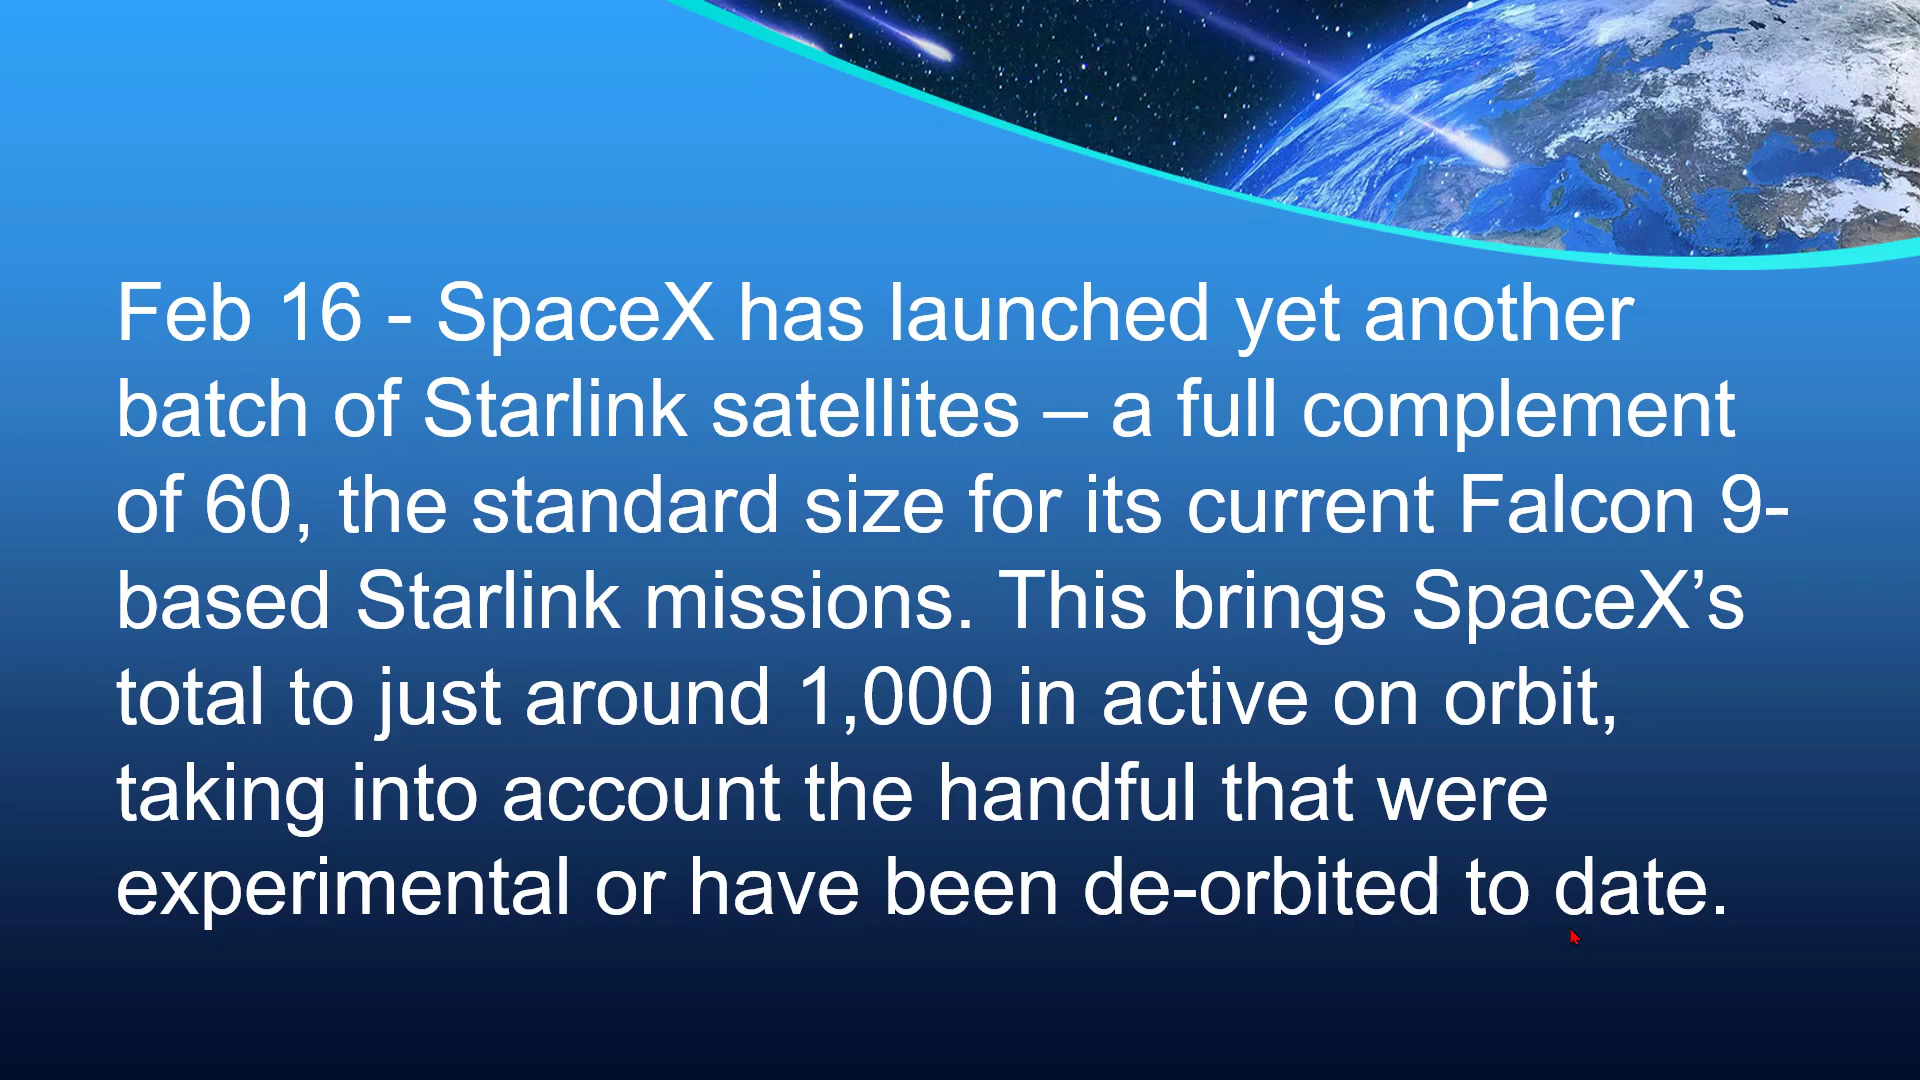 Feb 16 - SpaceX has launched yet another
batch of Starlink satellites – a full complement
of 60, the standard size for its current Falcon 9-
based Starlink missions. This brings SpaceX’s
total to just around 1,000 in active on orbit,
taking into account the handful that were
experimental or have been de-orbited to date.